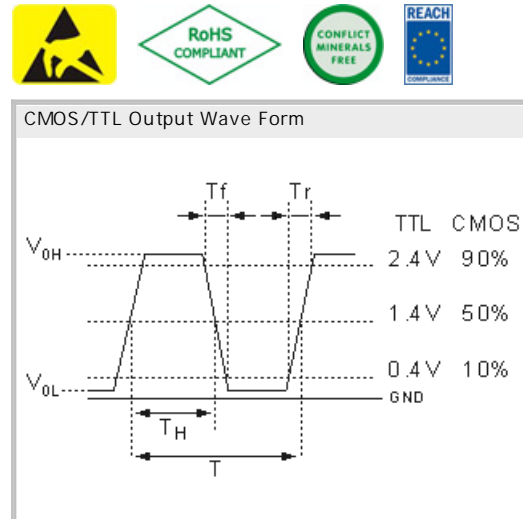 RoHS
COMPLIANT
CONFLICT
MINERALS
FREE
REACH
COMPLIANCE
CMOS/TTL Output Wave Form
Tf Tr
TTL CMOS
V0H 2.4V 90%
1.4V 50%
0.4V 10%
V0L GND
TH
T